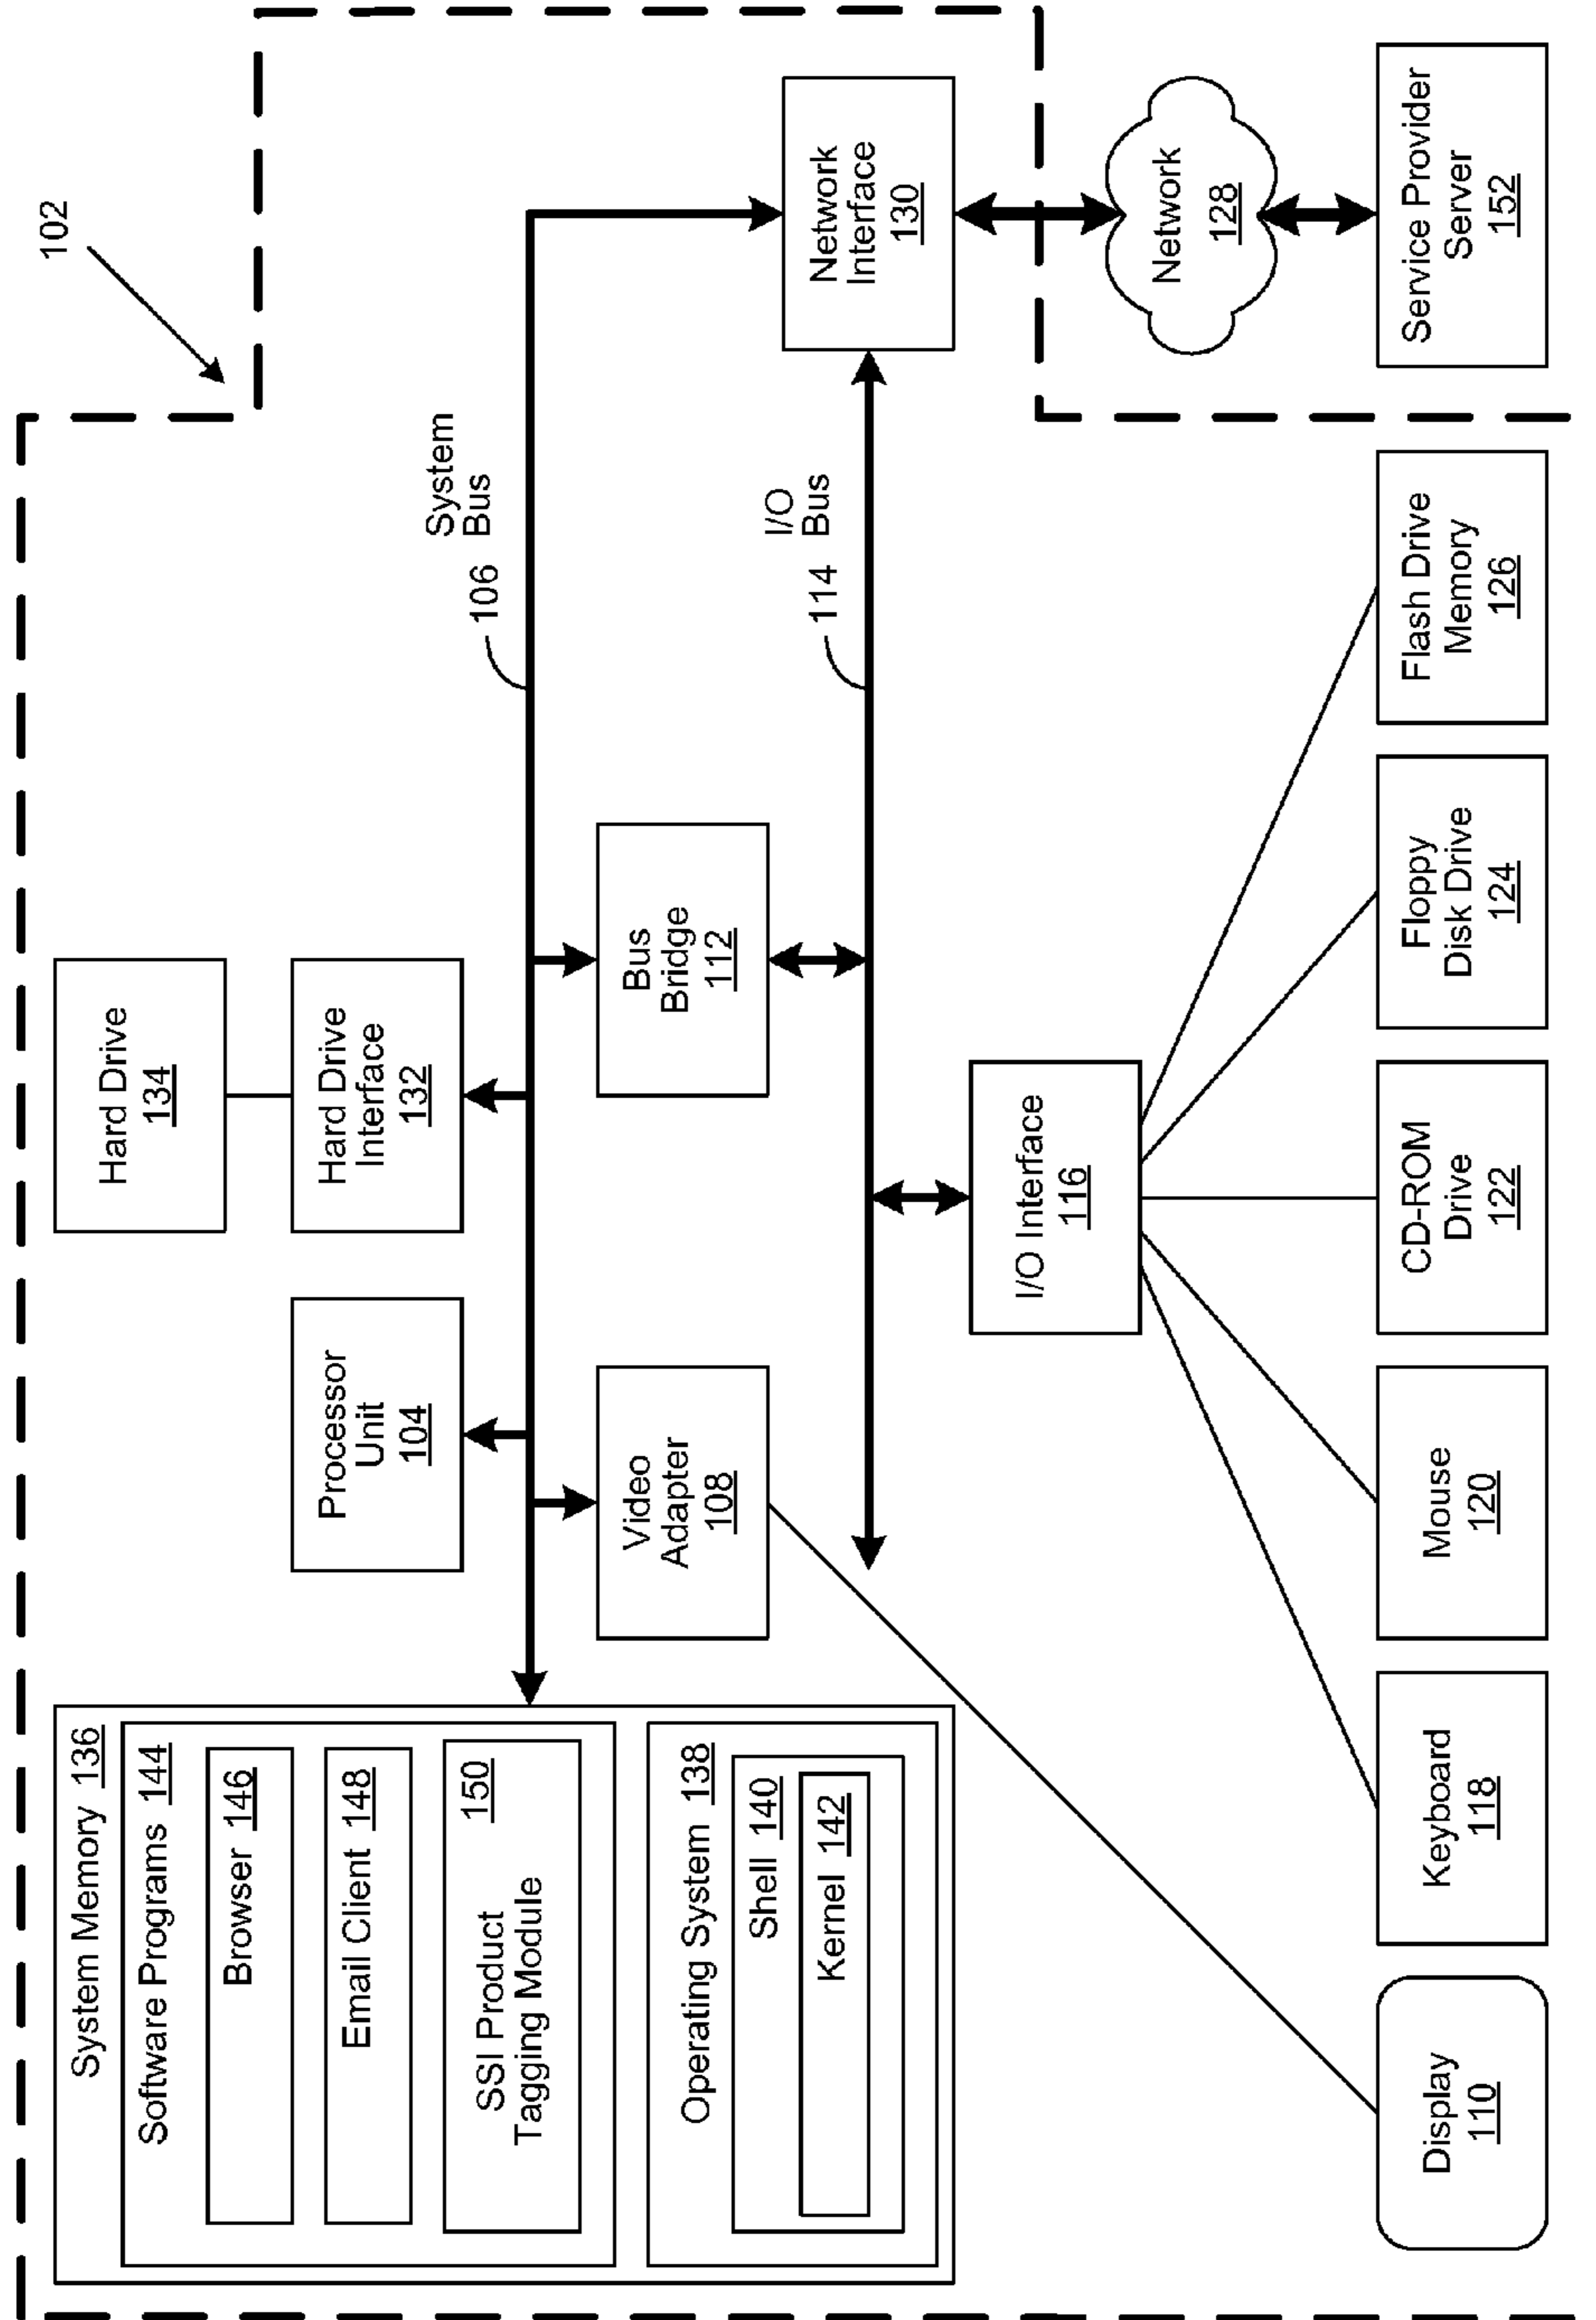 102
System Memory 136
Software Programs 144
Browser 146
Email Client 148
SSI Product
150
Tagging Module
Operating System 138
Shell 140
Kernel 142
Processor
Unit
104
Hard Drive
134
Hard Drive
Interface
132
System
Bus
106
Video
Adapter
108
Bus
Bridge
112
I/O
Bus
114
Network
Interface
130
I/O Interface
116
Network
128
Display
110
Keyboard
118
Mouse
120
CD-ROM
Drive
122
Floppy
Disk Drive
124
Flash Drive
Memory
126
Service Provider
Server
152